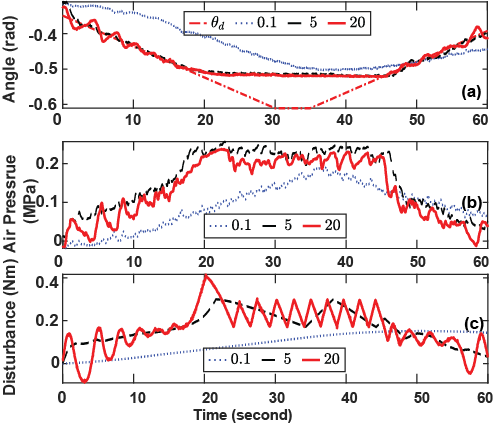 Angle (rad)
-0.4
-0.5
-0.6
θd 0.1 5 20
(a)
0 10 20 30 40 50 60
Air Pressrue
(MPa)
0.2
0.1
0
0.1 5 20
(b)
0 10 20 30 40 50 60
Disturbance (Nm)
0.4
0.2
0
0.1 5 20
(c)
0 10 20 30 40 50 60
Time (second)